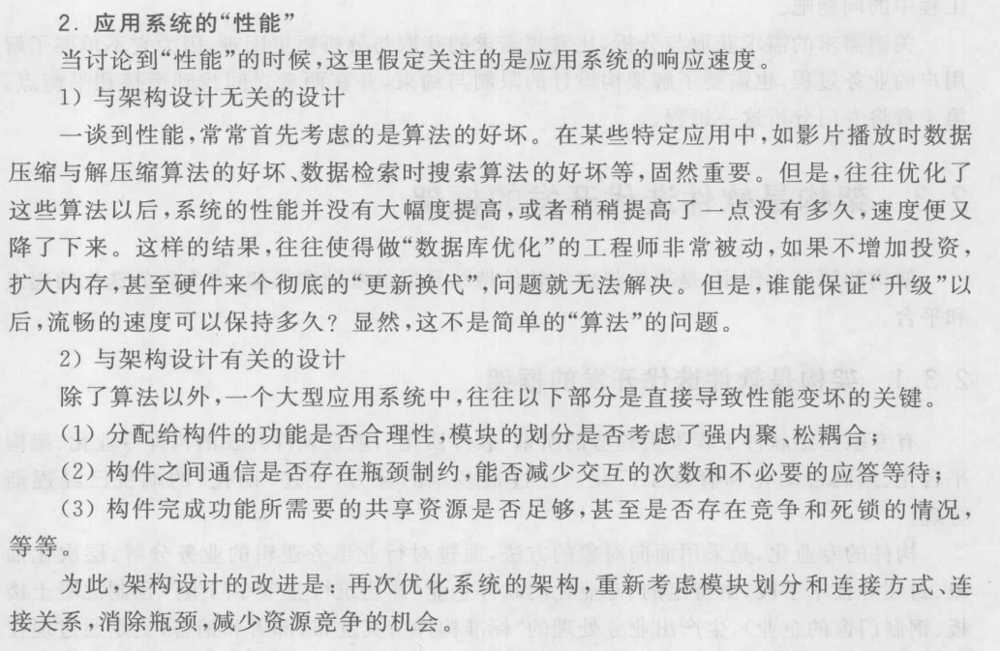 2. 应用系统的“性能”
当讨论到“性能”的时候,这里假定关注的是应用系统的响应速度。
1) 与架构设计无关的设计
一谈到性能,常常首先考虑的是算法的好坏。在某些特定应用中,如影片播放时数据
压缩与解压缩算法的好坏、数据检索时搜索算法的好坏等,固然重要。但是,往往优化了
这些算法以后,系统的性能并没有大幅度提高,或者稍稍提高了一点没有多久,速度便又
降了下来。这样的结果,往往使得做“数据库优化”的工程师非常被动,如果不增加投资,
扩大内存,甚至硬件来个彻底的“更新换代”,问题就无法解决。但是,谁能保证“升级”以
后,流畅的速度可以保持多久? 显然,这不是简单的“算法”的问题。
2) 与架构设计有关的设计
除了算法以外,一个大型应用系统中,往往以下部分是直接导致性能变坏的关键。
(1) 分配给构件的功能是否合理性,模块的划分是否考虑了强内聚、松耦合;
(2) 构件之间通信是否存在瓶颈制约,能否减少交互的次数和不必要的应答等待;
(3) 构件完成功能所需要的共享资源是否足够,甚至是否存在竞争和死锁的情况,
等等。
为此,架构设计的改进是:再次优化系统的架构,重新考虑模块划分和连接方式、连
接关系,消除瓶颈,减少资源竞争的机会。